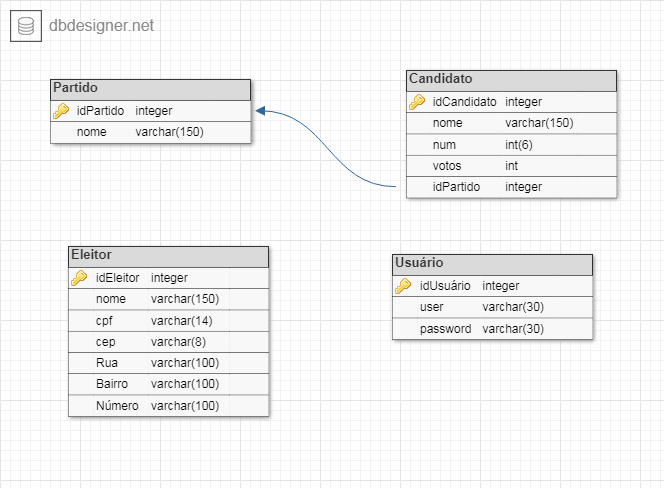 dbdesigner.net
Partido
idPartido integer
nome varchar(150)
Candidato
idCandidato integer
nome varchar(150)
num int(6)
votos int
idPartido integer
Eleitor
idEleitor integer
nome varchar(150)
cpf varchar(14)
cep varchar(8)
Rua varchar(100)
Bairro varchar(100)
Número varchar(100)
Usuário
idUsuário integer
user varchar(30)
password varchar(30)